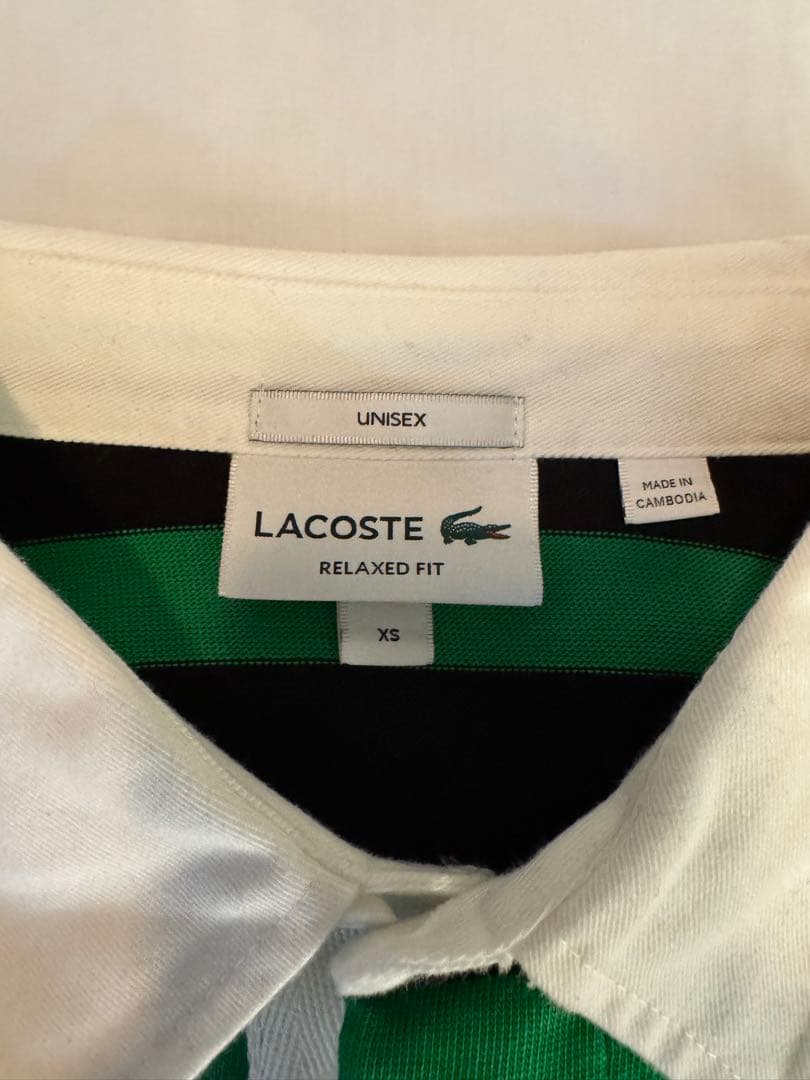 UNISEX
LACOSTE
RELAXED FIT
XS
MADE IN
CAMBODIA